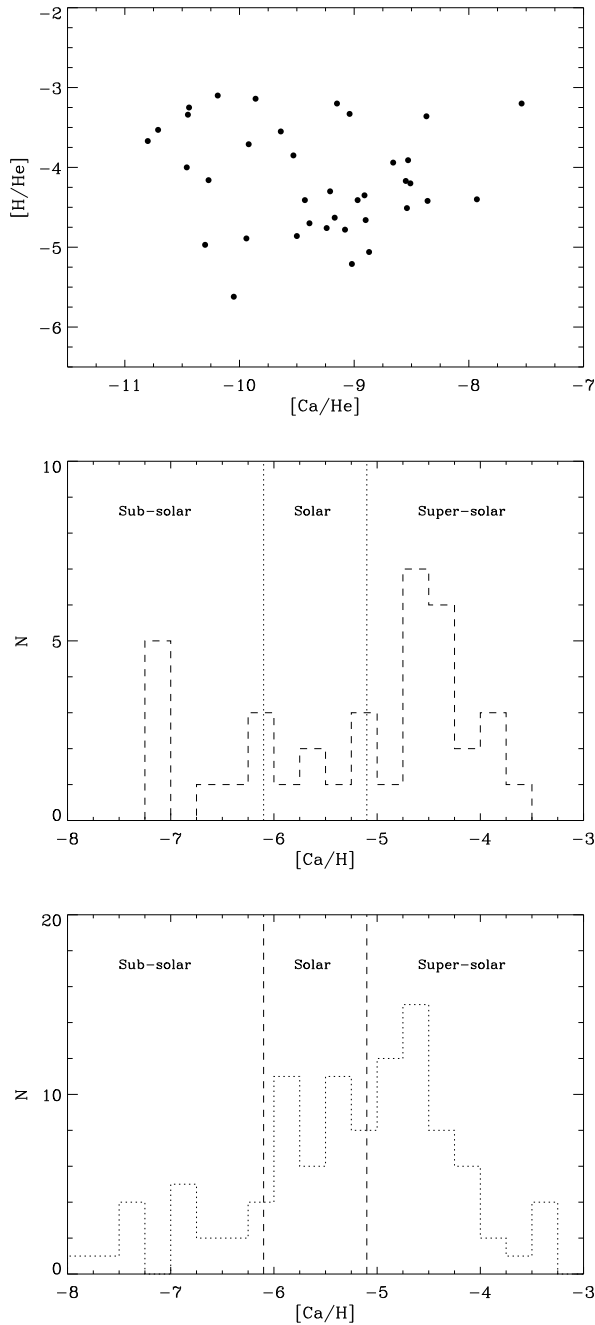 -2
-3
-4
-5
-6
[H/He]
-11 -10 -9 -8 -7
[Ca/He]
10
Sub-solar Solar Super-solar
5
N
0
-8 -7 -6 -5 -4 -3
[Ca/H]
20
Sub-solar Solar Super-solar
10
N
0
-8 -7 -6 -5 -4 -3
[Ca/H]